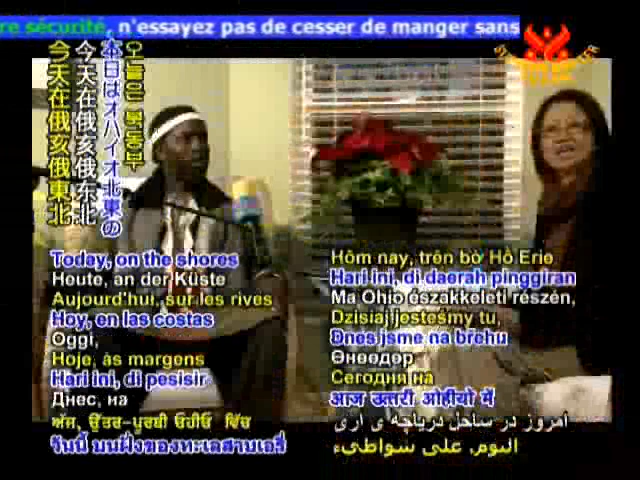 re sécurité, n'essayez pas de cesser de manger sans
오늘은 북동부
本日はオハイオ北東の
今天在俄亥俄东北
今天在俄亥俄東北
Today, on the shores
Heute, an der Küste
Aujourd'hui, sur les rives
Hoy, en las costas
Oggi,
Hoje, às margens
Hari ini, di pesisir
Днес, на
ਅੱਜ, ਉੱਤਰ-ਪੂਰਬੀ ਓਹੀਓ ਵਿੱਚ
วันนี้ บนฝั่งของทะเลสาบเอรี่
Hôm nay, trên bờ Hồ Erie
Hari ini, di daerah pinggiran
Ma Ohio északkeleti részén,
Dzisiaj jesteśmy tu,
Dnes jsme na břehu
Өнөөдөр
Сегодня на
आज उत्तरी ओहीयो में
امروز در ساحل دریاچه ی اری
اليوم, على شواطىء